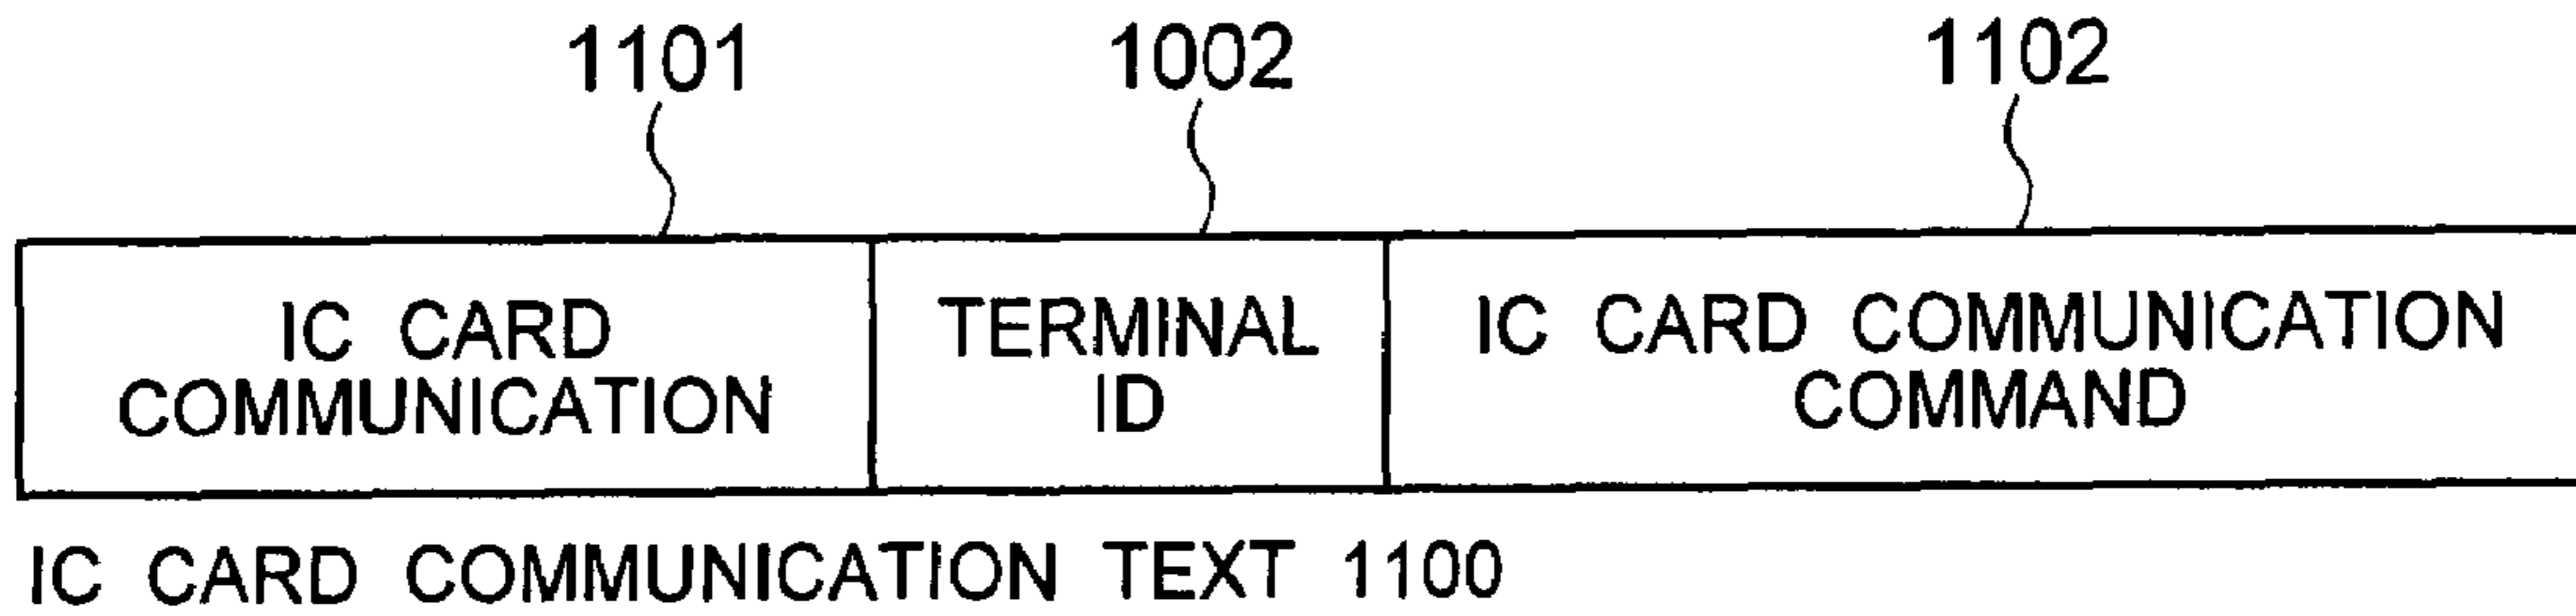 1101 1002 1102
IC CARD TERMINAL IC CARD COMMUNICATION
COMMUNICATION ID COMMAND
IC CARD COMMUNICATION TEXT 1100